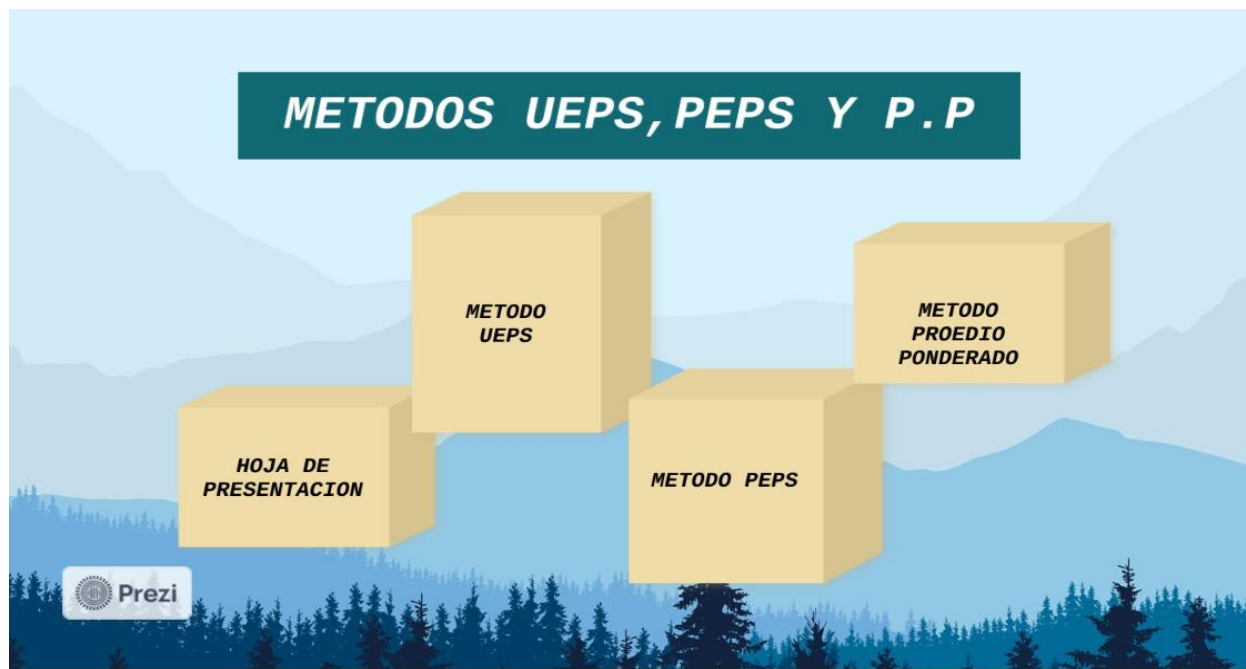 METODOS UEPS,PEPS Y P.P
METODO
UEPS
METODO
PROEDIO
PONDERADO
HOJA DE
PRESENTACION
METODO PEPS
Prezi